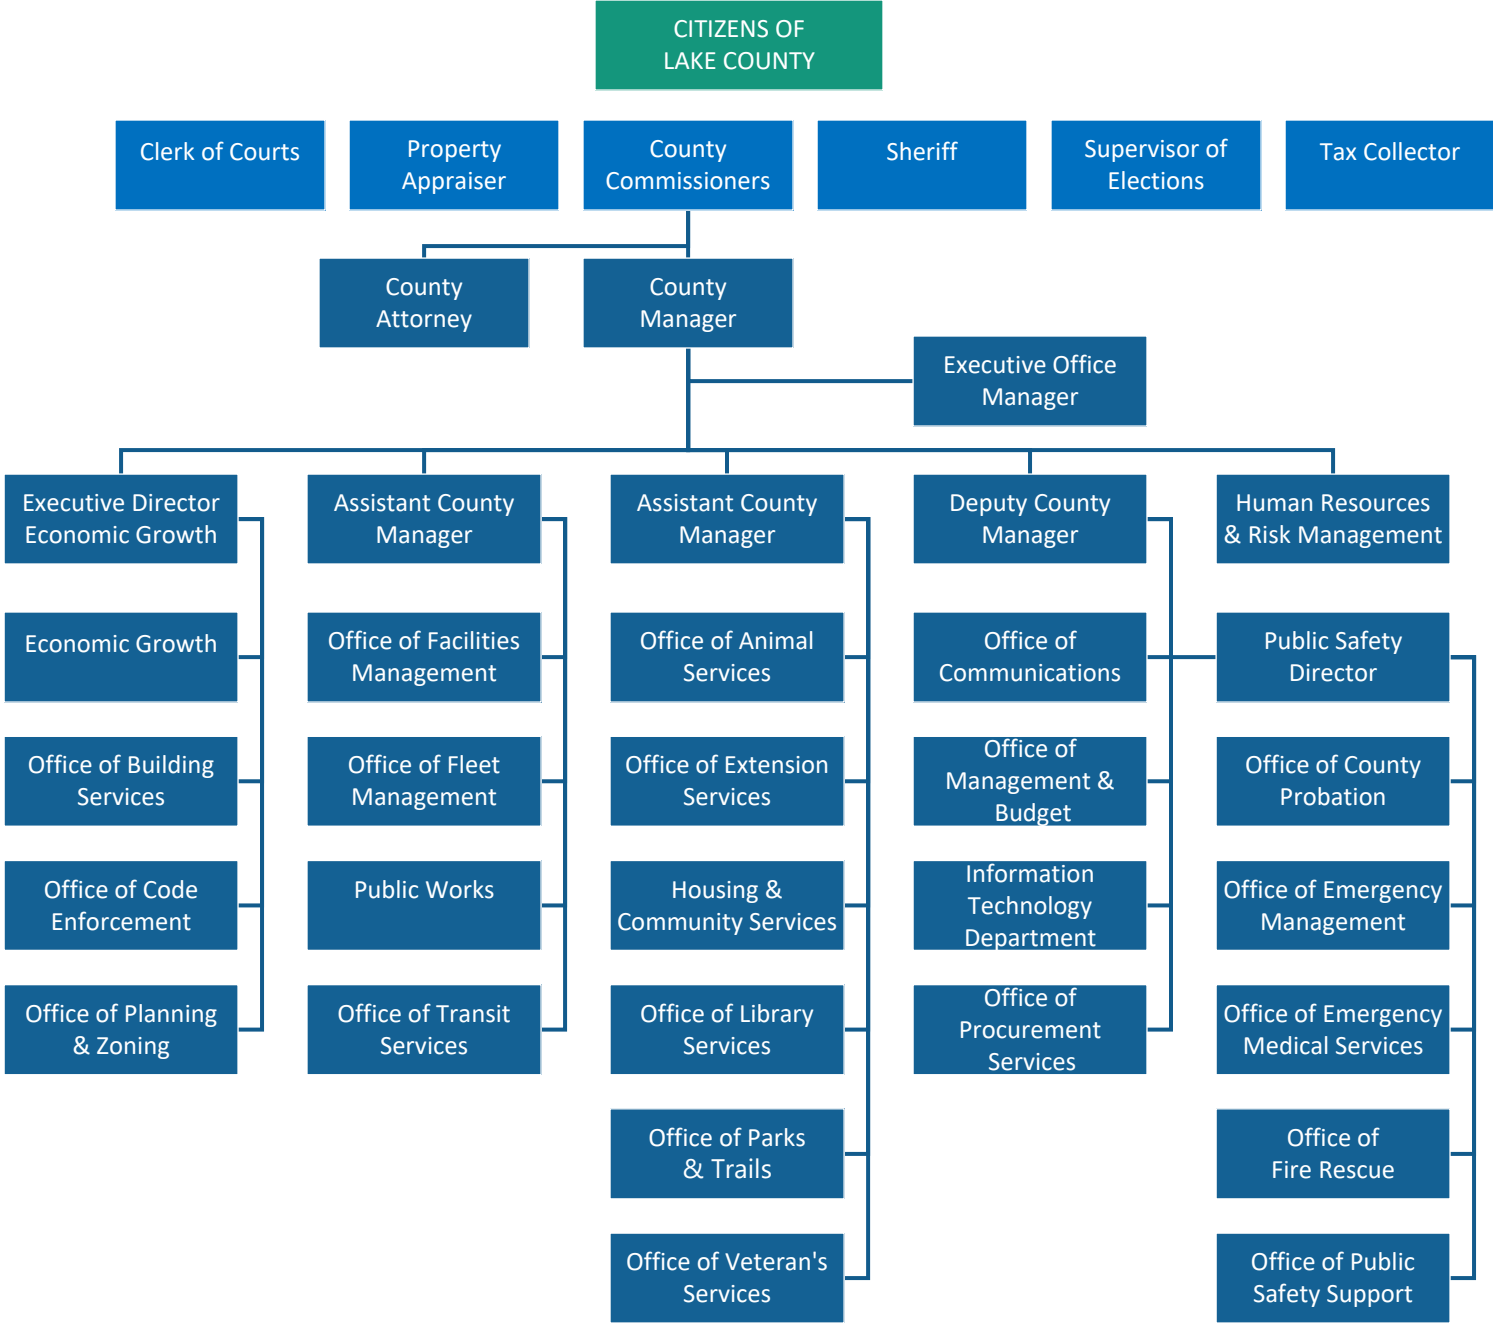 CITIZENS OF
LAKE COUNTY
Clerk of Courts
Property
Appraiser
County
Commissioners
Sheriff
Supervisor of
Elections
Tax Collector
County
Attorney
County
Manager
Executive Office
Manager
Executive Director
Economic Growth
Assistant County
Manager
Assistant County
Manager
Deputy County
Manager
Human Resources
& Risk Management
Economic Growth
Office of Facilities
Management
Office of Animal
Services
Office of
Communications
Public Safety
Director
Office of Building
Services
Office of Fleet
Management
Office of Extension
Services
Office of
Management &
Budget
Office of County
Probation
Office of Code
Enforcement
Public Works
Housing &
Community Services
Information
Technology
Department
Office of Emergency
Management
Office of Planning
& Zoning
Office of Transit
Services
Office of Library
Services
Office of
Procurement
Services
Office of Emergency
Medical Services
Office of Parks
& Trails
Office of
Fire Rescue
Office of Veteran's
Services
Office of Public
Safety Support